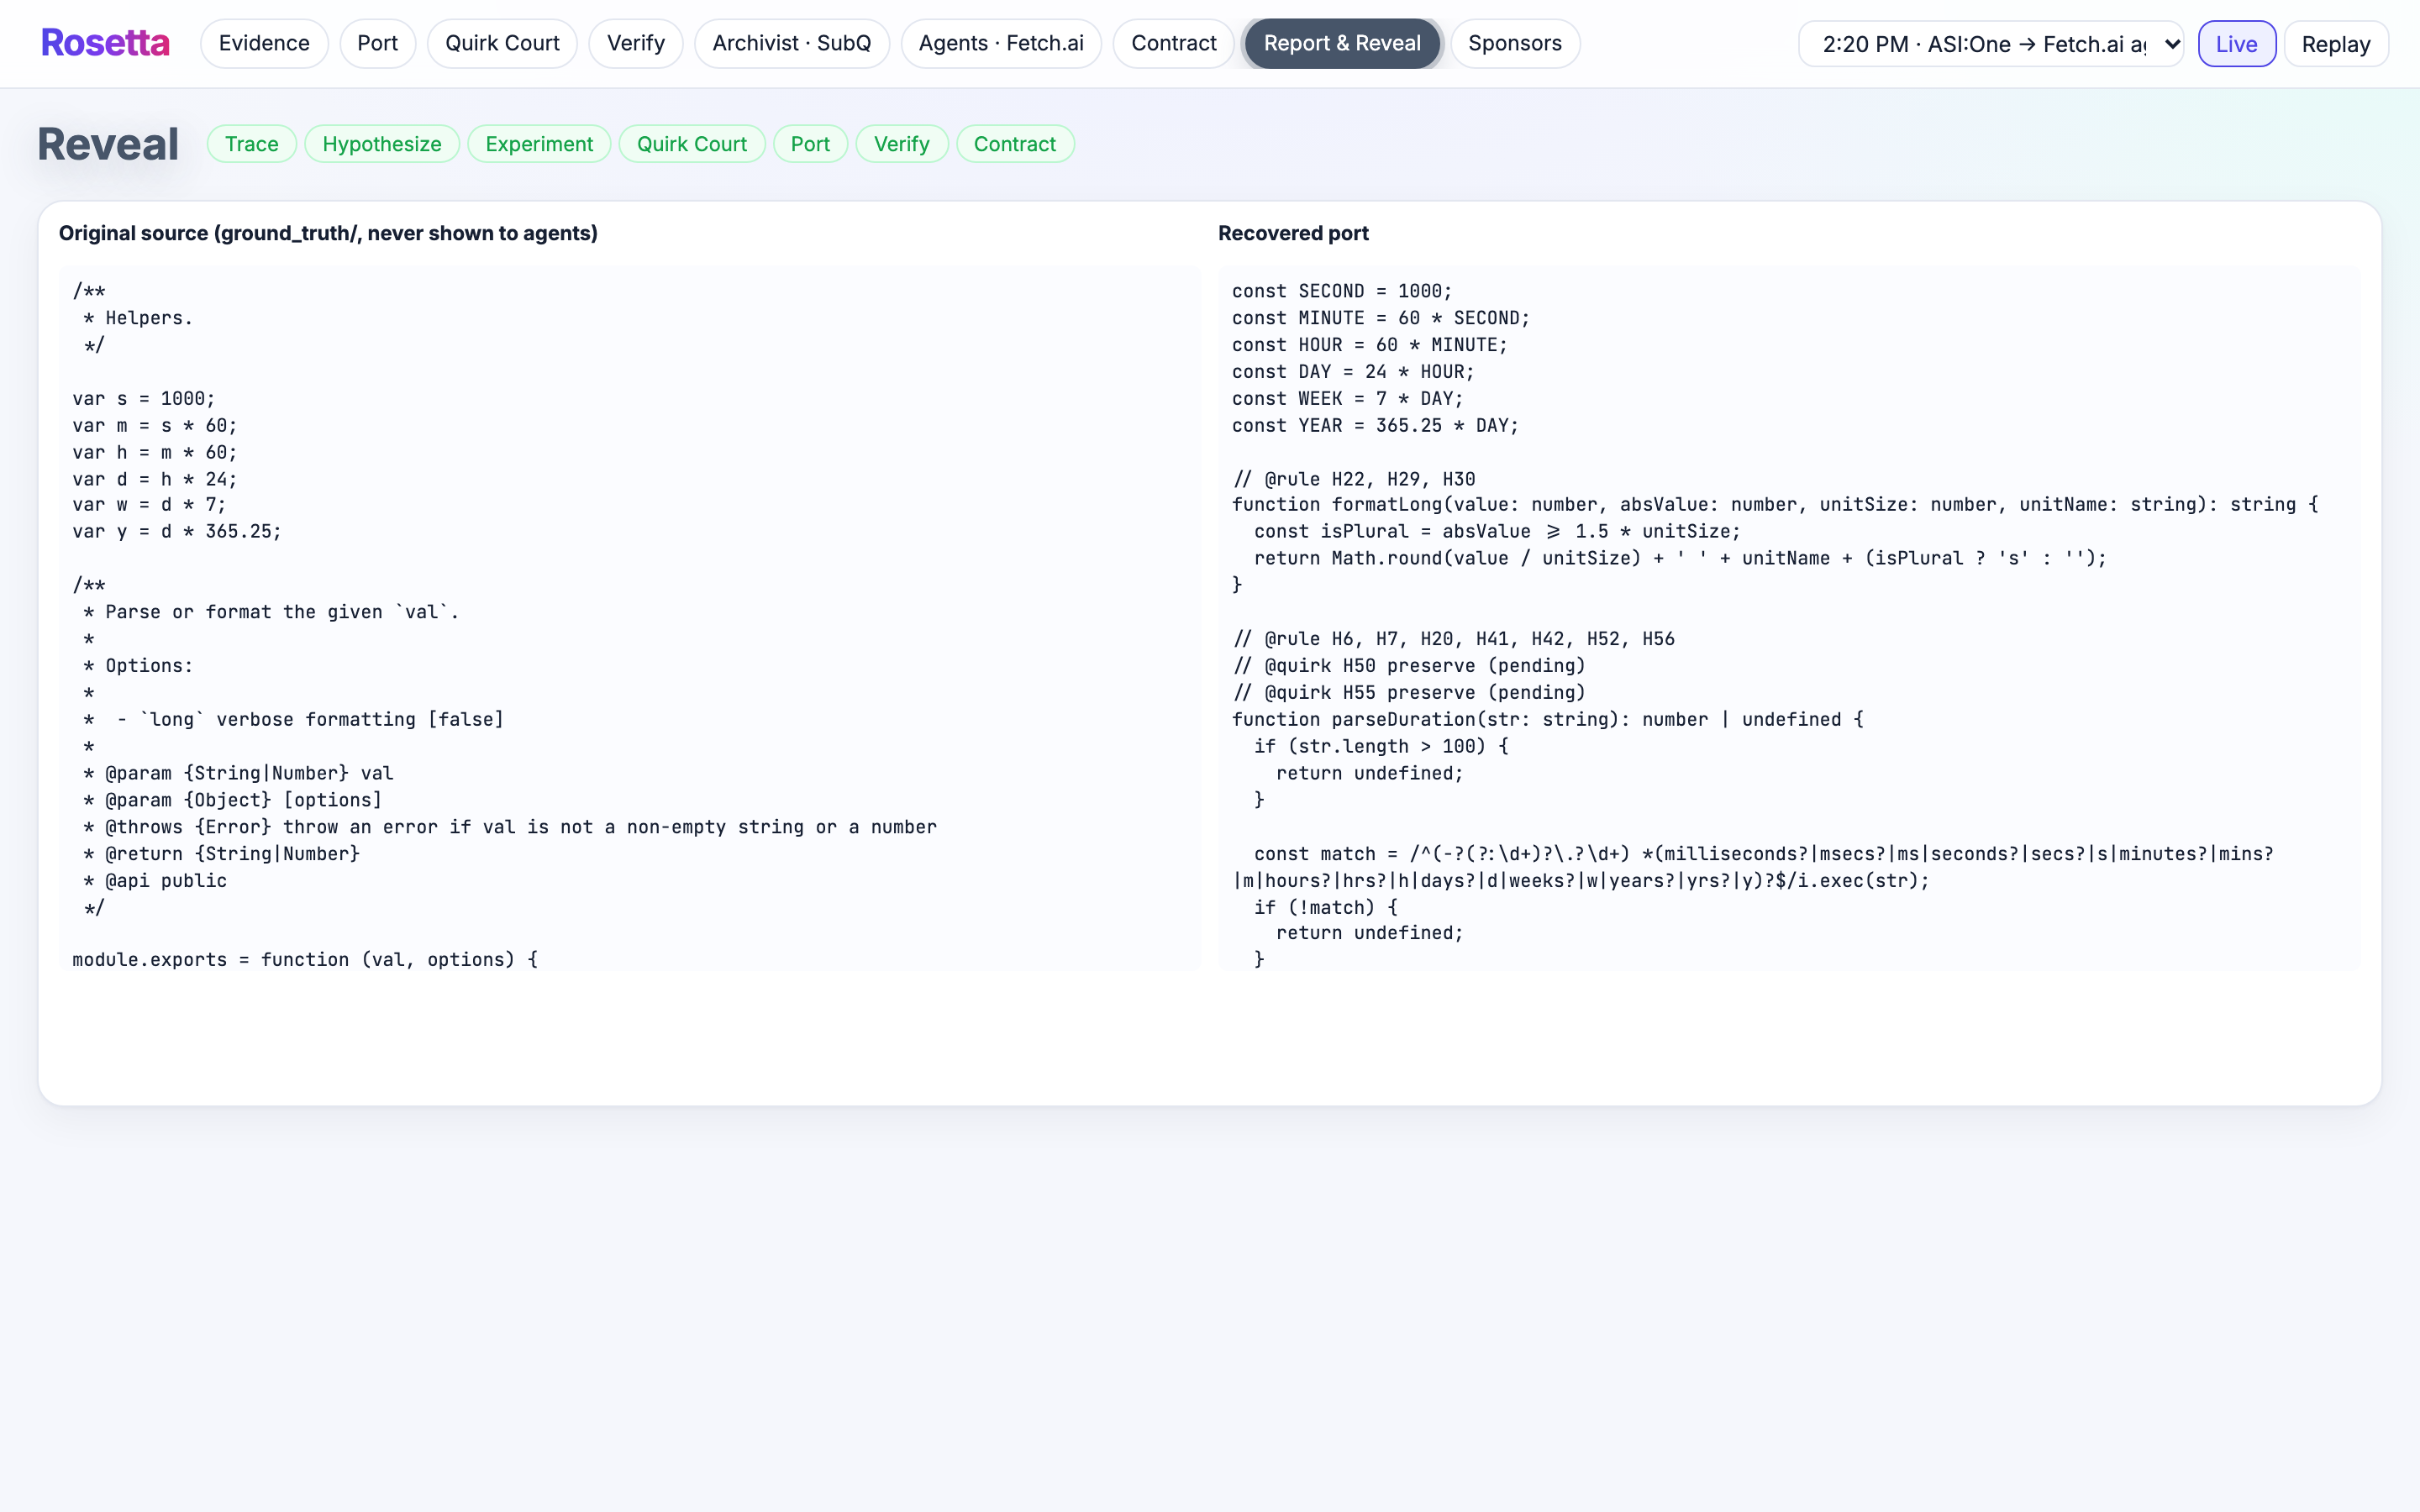 Rosetta
Evidence
Port
Quirk Court
Verify
Archivist · SubQ
Agents · Fetch.ai
Contract
Report & Reveal
Sponsors
2:20 PM · ASI:One → Fetch.ai
Live
Replay
Reveal
Trace
Hypothesize
Experiment
Quirk Court
Port
Verify
Contract
Original source (ground_truth/, never shown to agents)
/**
 * Helpers.
 */
var s = 1000;
var m = s * 60;
var h = m * 60;
var d = h * 24;
var w = d * 7;
var y = d * 365.25;
/**
 * Parse or format the given `val`.
 *
 * Options:
 *
 *  - `long` verbose formatting [false]
 *
 * @param {String|Number} val
 * @param {Object} [options]
 * @throws {Error} throw an error if val is not a non-empty string or a number
 * @return {String|Number}
 * @api public
 */
module.exports = function (val, options) {
Recovered port
const SECOND = 1000;
const MINUTE = 60 * SECOND;
const HOUR = 60 * MINUTE;
const DAY = 24 * HOUR;
const WEEK = 7 * DAY;
const YEAR = 365.25 * DAY;
// @rule H22, H29, H30
function formatLong(value: number, absValue: number, unitSize: number, unitName: string): string {
  const isPlural = absValue >= 1.5 * unitSize;
  return Math.round(value / unitSize) + ' ' + unitName + (isPlural ? 's' : '');
}
// @rule H6, H7, H20, H41, H42, H52, H56
// @quirk H50 preserve (pending)
// @quirk H55 preserve (pending)
function parseDuration(str: string): number | undefined {
  if (str.length > 100) {
    return undefined;
  }
  const match = /^(-?(?:\d+)?\.?\d+) *(milliseconds?|msecs?|ms|seconds?|secs?|s|minutes?|mins?
|m|hours?|hrs?|h|days?|d|weeks?|w|years?|yrs?|y)?$/i.exec(str);
  if (!match) {
    return undefined;
  }